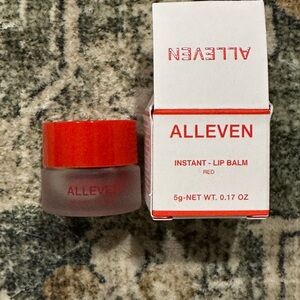 ALLEVEN
ALLEVEN
INSTANT - LIP BALM
RED
5g-NET WT. 0.17 OZ
ALLEVEN